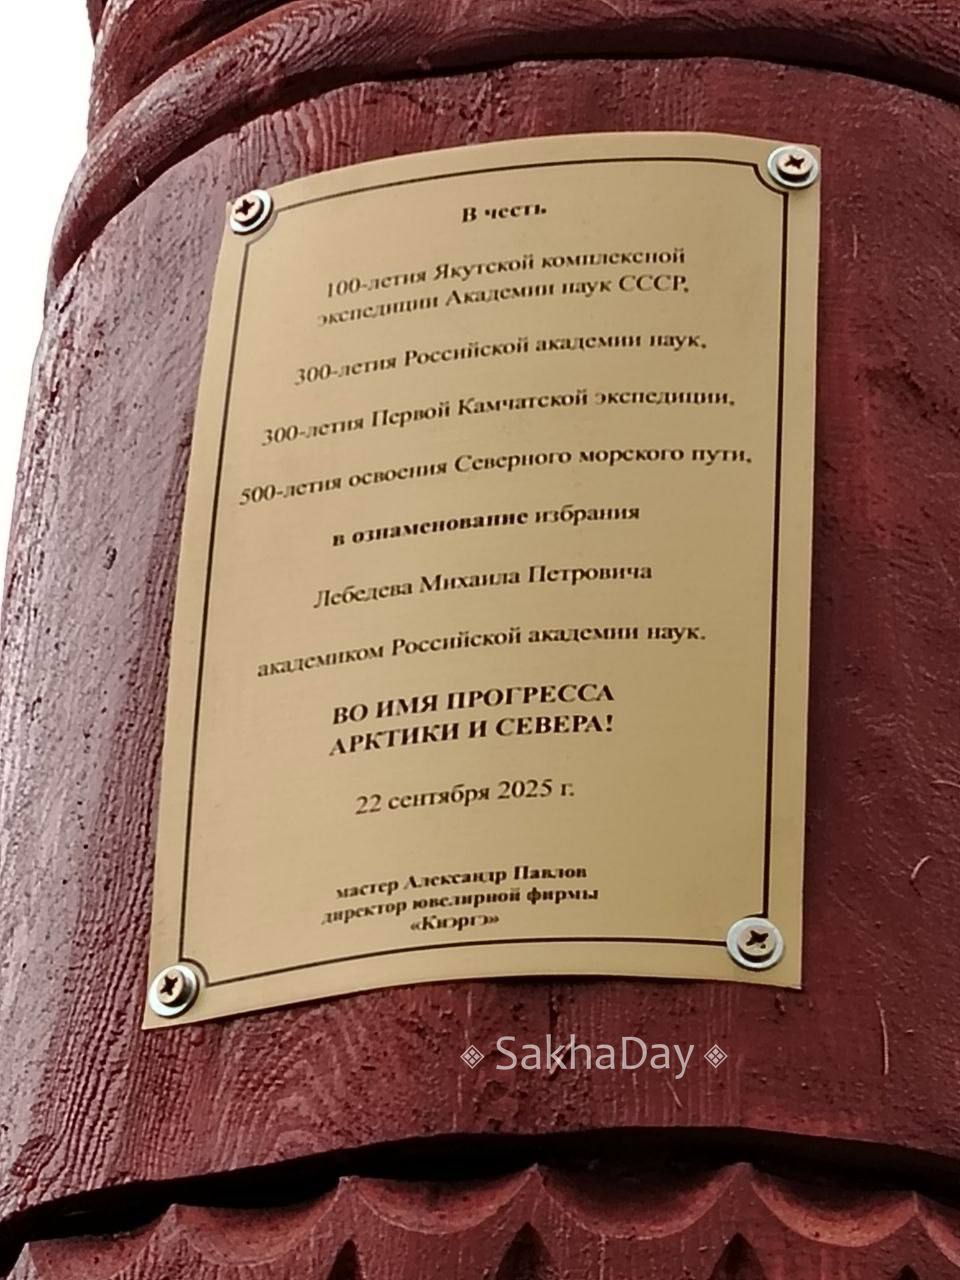 В честь
100-летия Якутской комплексной
экспедиции Академии наук СССР,
300-летия Российской академии наук,
300-летия Первой Камчатской экспедиции,
500-летия освоения Северного морского пути,
в ознаменование избрания
Лебедева Михаила Петровича
академиком Российской академии наук.
ВО ИМЯ ПРОГРЕССА
АРКТИКИ И СЕВЕРА!
22 сентября 2025 г.
мастер Александр Павлов
директор ювелирной фирмы
«Киэргэ»
SakhaDay